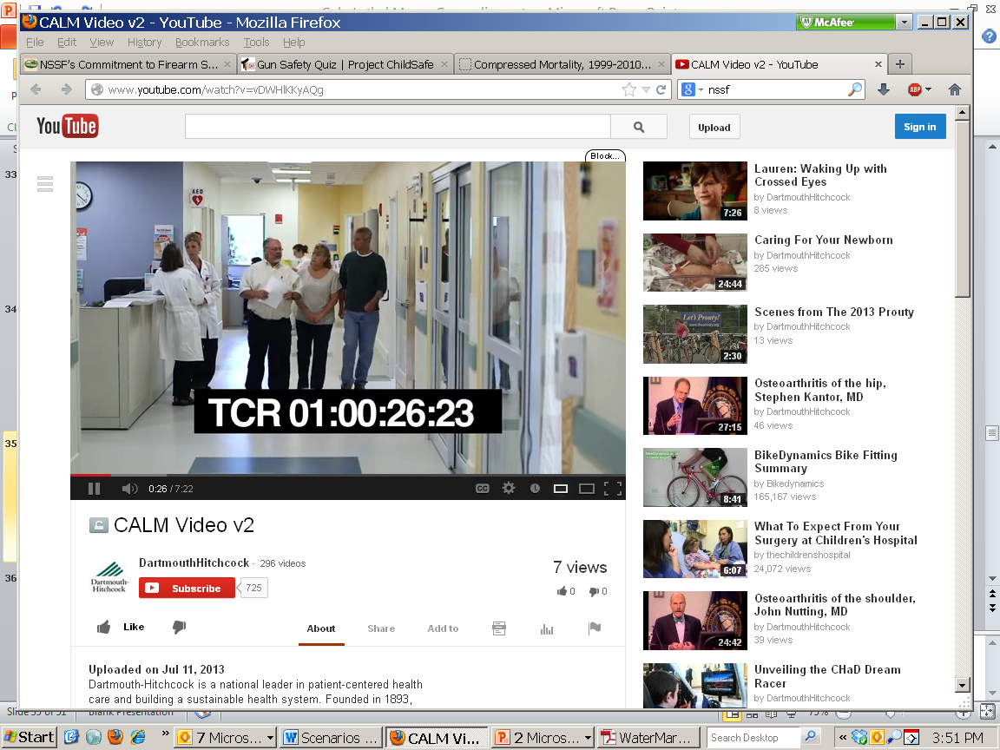 CALM Video v2 - YouTube - Mozilla Firefox
McAfee
File Edit View History Bookmarks Tools Help
NSSF's Commitment to Firearm S...
Gun Safety Quiz | Project ChildSafe
Compressed Mortality, 1999-2010...
CALM Video v2 - YouTube
www.youtube.com/watch?v=vDWHlKKyAQg
8
nssf
ABP
YouTube
Upload
Sign in
Block...
33
34
35
36
AED
TCR 01:00:26:23
0:26 / 7:22
CC
CALM Video v2
Dartmouth-Hitchcock
DartmouthHitchcock · 296 videos
Subscribe
725
7 views
0 0
Like
About
Share
Add to
Uploaded on Jul 11, 2013
Dartmouth-Hitchcock is a national leader in patient-centered health
care and building a sustainable health system. Founded in 1893,
7:26
Lauren: Waking Up with
Crossed Eyes
by DartmouthHitchcock
8 views
24:44
Caring For Your Newborn
by DartmouthHitchcock
285 views
Let's Prouty!
2:30
Scenes from The 2013 Prouty
by DartmouthHitchcock
13 views
27:15
Osteoarthritis of the hip,
Stephen Kantor, MD
by DartmouthHitchcock
46 views
8:41
BikeDynamics Bike Fitting
Summary
by Bikedynamics
165,167 views
6:07
What To Expect From Your
Surgery at Children's Hospital
by thechildrenshospital
24,072 views
24:42
Osteoarthritis of the shoulder,
John Nutting, MD
by DartmouthHitchcock
39 views
Unveiling the CHaD Dream
Racer
by DartmouthHitchcock
Start
7 Micros...
Scenarios ...
CALM Vi...
2 Micros...
WaterMar...
Search Desktop
3:51 PM